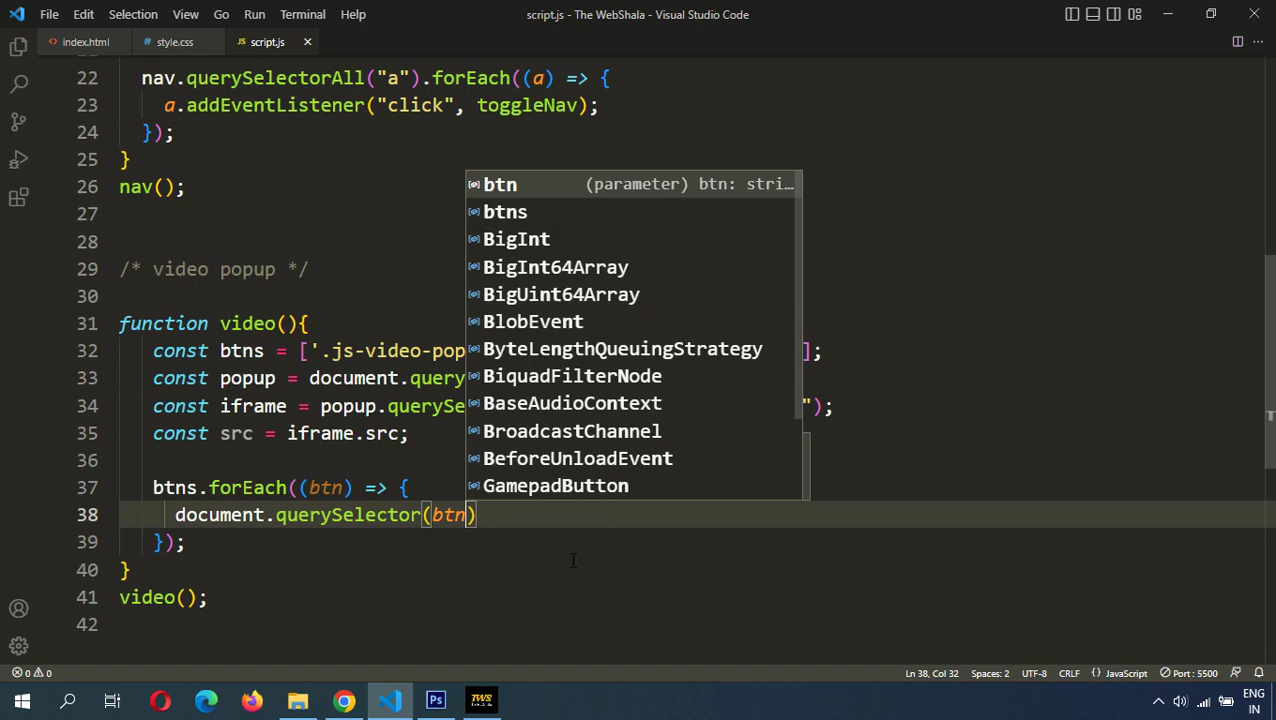 File Edit Selection View Go Run Terminal Help script.js - The WebShala - Visual Studio Code
index.html style.css JS script.js
22 nav.querySelectorAll("a").forEach((a) => {
23 a.addEventListener("click", toggleNav);
24 });
25 }
26 nav();
27
28
29 /* video popup */
30
31 function video(){
32 const btns = ['.js-video-pop ];
33 const popup = document.query
34 const iframe = popup.querySe ");
35 const src = iframe.src;
36
37 btns.forEach((btn) => {
38 document.querySelector(btn)
39 });
40 }
41 video();
42
btn (parameter) btn: stri…
btns
BigInt
BigInt64Array
BigUint64Array
BlobEvent
ByteLengthQueuingStrategy
BiquadFilterNode
BaseAudioContext
BroadcastChannel
BeforeUnloadEvent
GamepadButton
0 0 Ln 38, Col 32 Spaces: 2 UTF-8 CRLF {} JavaScript Port : 5500
Ps TWS ENG
IN